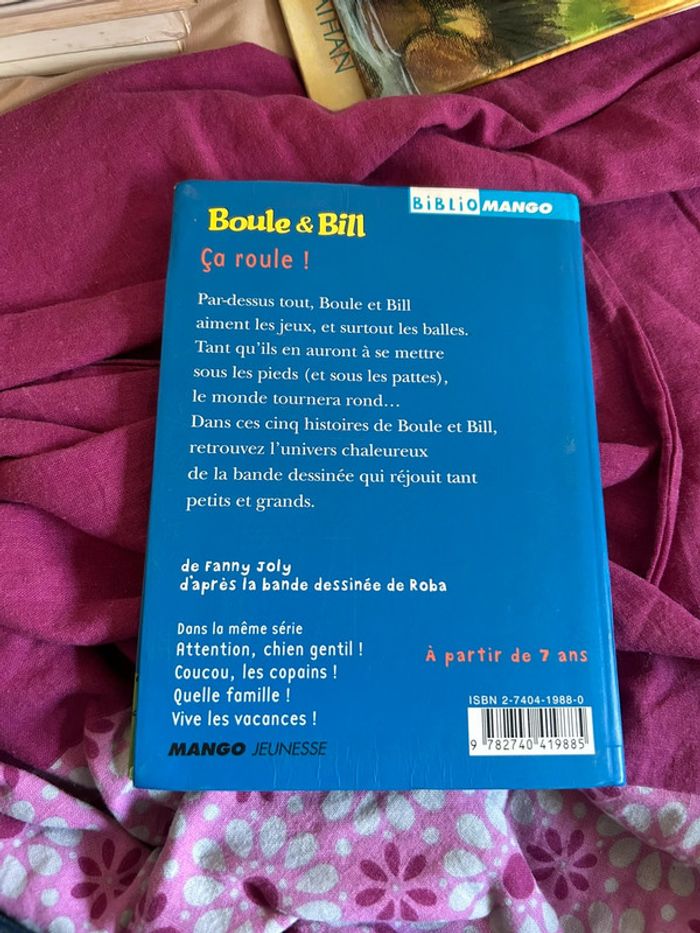 NATHAN
BiBLiO MANGO
Boule & Bill
Ça roule !
Par-dessus tout, Boule et Bill
aiment les jeux, et surtout les balles.
Tant qu'ils en auront à se mettre
sous les pieds (et sous les pattes),
le monde tournera rond...
Dans ces cinq histoires de Boule et Bill,
retrouvez l'univers chaleureux
de la bande dessinée qui réjouit tant
petits et grands.
de Fanny Joly
d'après la bande dessinée de Roba
Dans la même série
Attention, chien gentil !
Coucou, les copains !
Quelle famille !
Vive les vacances !
À partir de 7 ans
ISBN 2-7404-1988-0
9 782740 419885
MANGO JEUNESSE